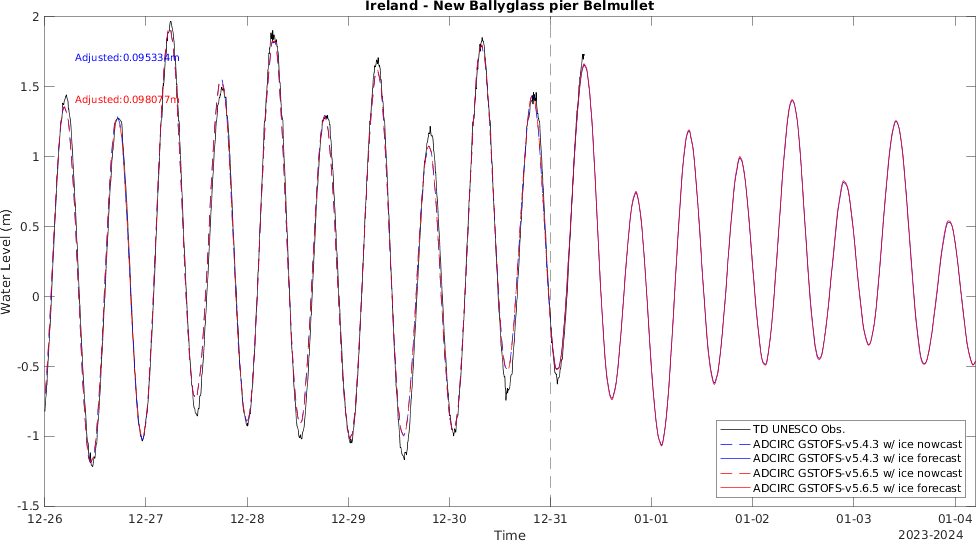 Ireland - New Ballyglass pier Belmullet
2
Adjusted:0.095334m
1.5
Adjusted:0.098077m
1
0.5
0
-0.5
-1
-1.5
Water Level (m)
TD UNESCO Obs.
ADCIRC GSTOFS-v5.4.3 w/ ice nowcast
ADCIRC GSTOFS-v5.4.3 w/ ice forecast
ADCIRC GSTOFS-v5.6.5 w/ ice nowcast
ADCIRC GSTOFS-v5.6.5 w/ ice forecast
12-26 12-27 12-28 12-29 12-30 12-31 01-01 01-02 01-03 01-04
Time
2023-2024